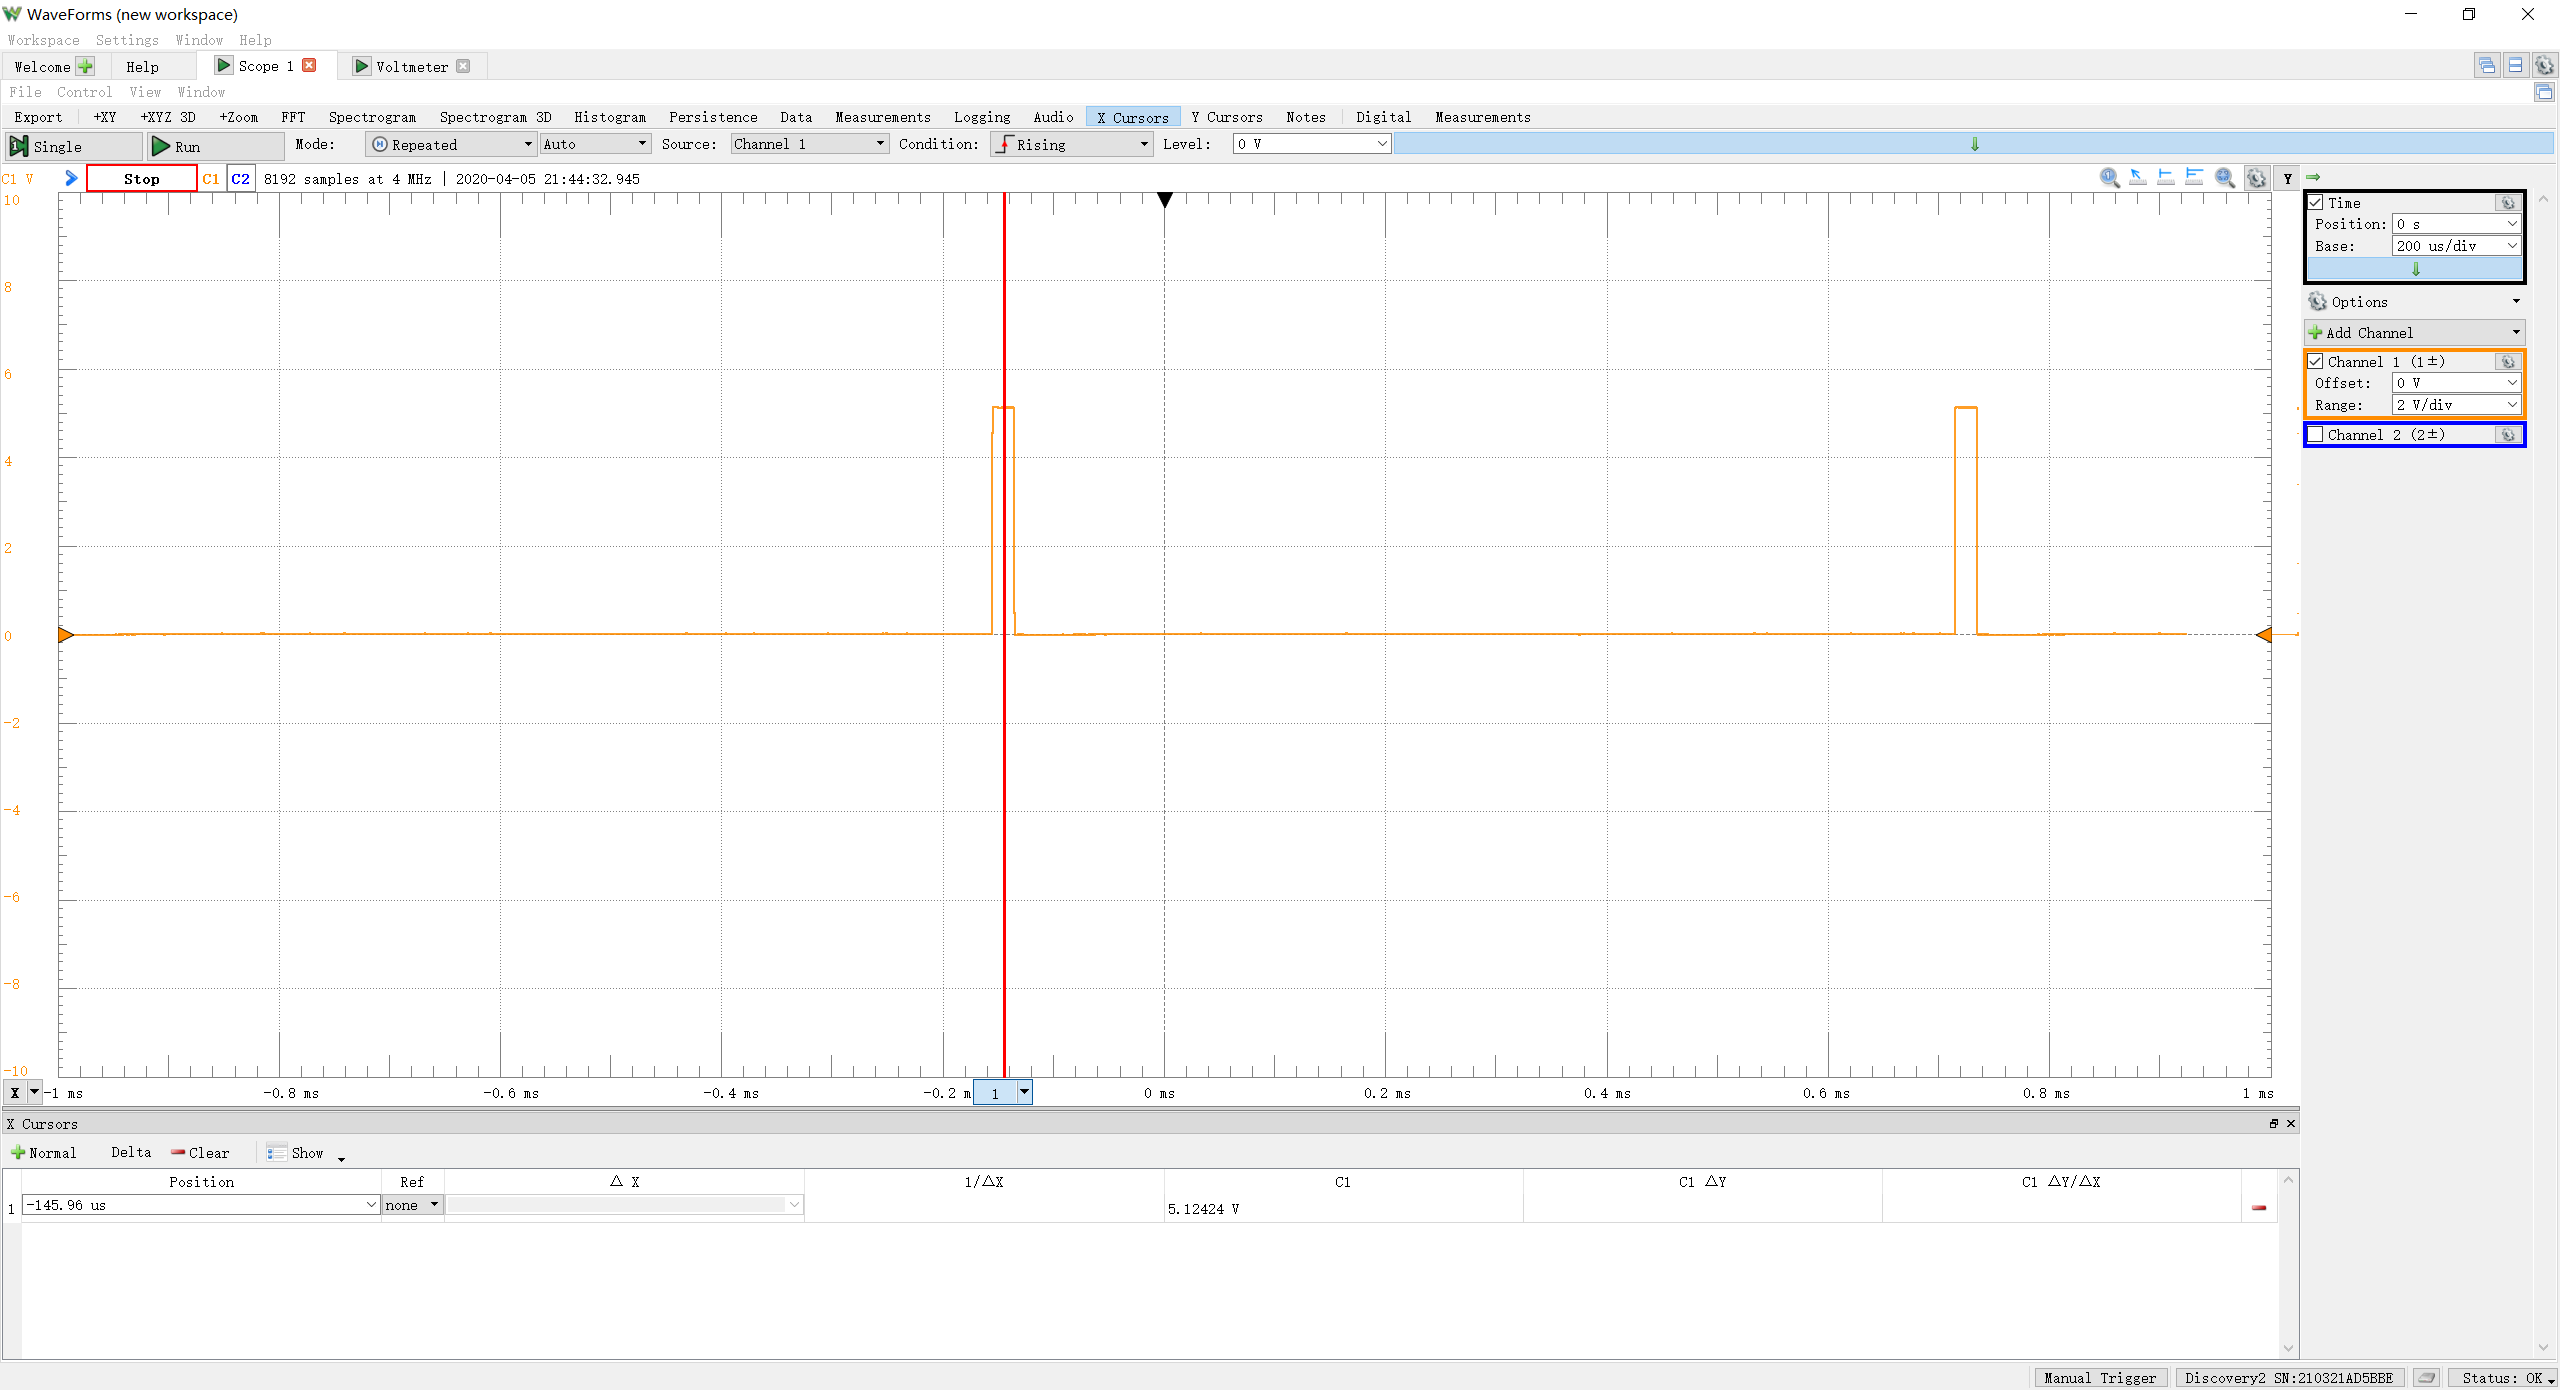 WaveForms (new workspace)
Workspace Settings Window Help
Welcome Help Scope 1 Voltmeter
File Control View Window
Export +XY +XYZ 3D +Zoom FFT Spectrogram Spectrogram 3D Histogram Persistence Data Measurements Logging Audio X Cursors Y Cursors Notes Digital Measurements
Single Run Mode: Repeated Auto Source: Channel 1 Condition: Rising Level: 0 V
C1 V Stop C1 C2 8192 samples at 4 MHz | 2020-04-05 21:44:32.945 Y
10
8
6
4
2
0
-2
-4
-6
-8
-10
Time
Position: 0 s
Base: 200 us/div
Options
Add Channel
Channel 1 (1±)
Offset: 0 V
Range: 2 V/div
Channel 2 (2±)
X -1 ms -0.8 ms -0.6 ms -0.4 ms -0.2 m 1 0 ms 0.2 ms 0.4 ms 0.6 ms 0.8 ms 1 ms
X Cursors
Normal Delta Clear Show
Position Ref △ X 1/△X C1 C1 △Y C1 △Y/△X
1 -145.96 us none 5.12424 V
Manual Trigger Discovery2 SN:210321AD5BBE Status: OK